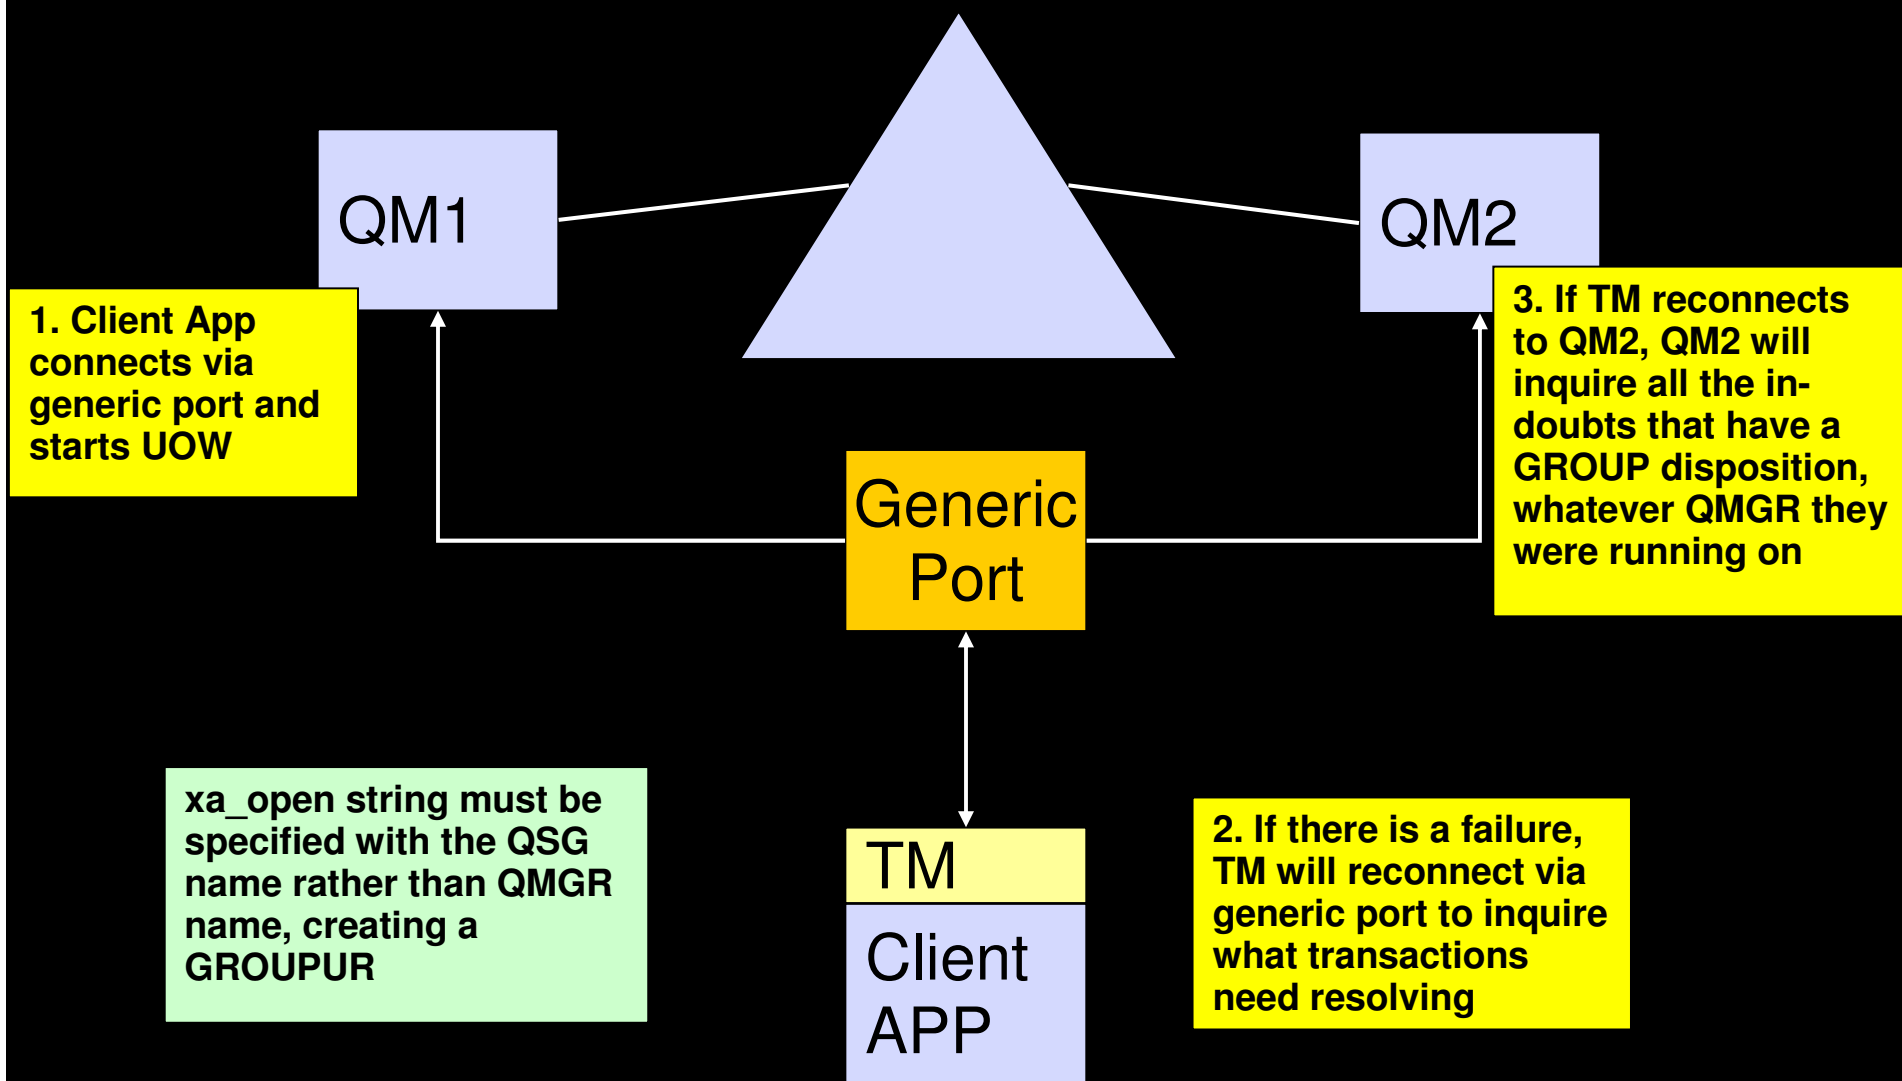 QM1
QM2
1. Client App
connects via
generic port and
starts UOW
3. If TM reconnects
to QM2, QM2 will
inquire all the in-
doubts that have a
GROUP disposition,
whatever QMGR they
were running on
Generic
Port
xa_open string must be
specified with the QSG
name rather than QMGR
name, creating a
GROUPUR
TM
Client
APP
2. If there is a failure,
TM will reconnect via
generic port to inquire
what transactions
need resolving